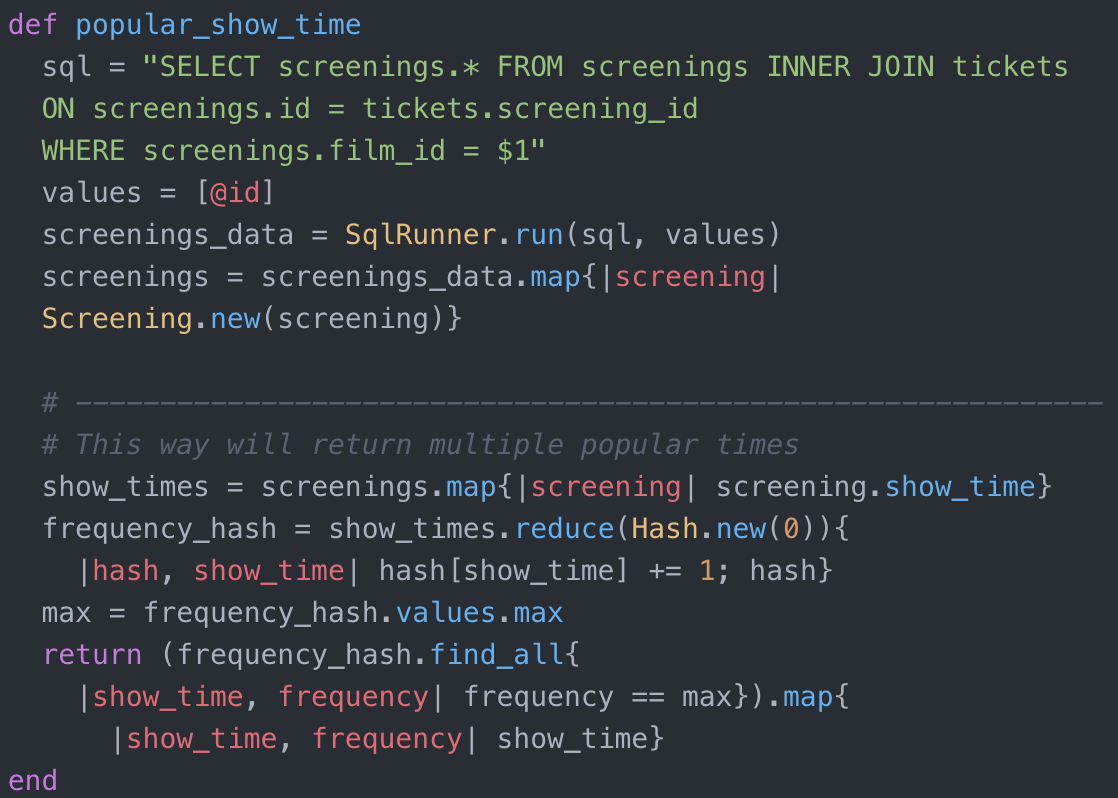 def popular_show_time
  sql = "SELECT screenings.* FROM screenings INNER JOIN tickets
  ON screenings.id = tickets.screening_id
  WHERE screenings.film_id = $1"
  values = [@id]
  screenings_data = SqlRunner.run(sql, values)
  screenings = screenings_data.map{|screening|
  Screening.new(screening)}
  # -------------------------------------------------------------
  # This way will return multiple popular times
  show_times = screenings.map{|screening| screening.show_time}
  frequency_hash = show_times.reduce(Hash.new(0)){
    |hash, show_time| hash[show_time] += 1; hash}
  max = frequency_hash.values.max
  return (frequency_hash.find_all{
    |show_time, frequency| frequency == max}).map{
      |show_time, frequency| show_time}
end